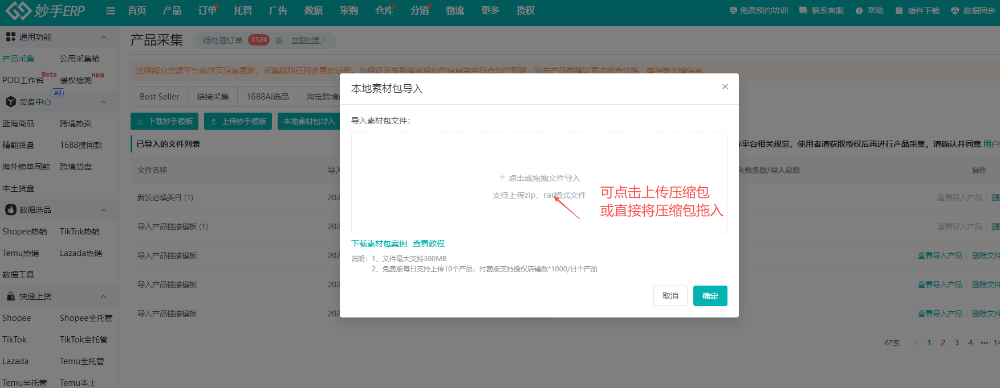 妙手ERP
首页 产品 订单 托管 广告 数据 采购 仓库 分销 物流 更多 授权
免费预约培训 联系客服 帮助 插件下载 数据同步
通用功能
产品采集 公用采集箱
POD工作台 Beta 侵权检测 NEW
货盘中心 AI
蓝海商品 跨境热卖
精翻货盘 1688搜同款
海外榜单同款 跨境货盘
本土货盘
数据选品
Shopee热销 TikTok热销
Temu热销 Lazada热销
数据工具
快速上货
Shopee Shopee全托管
TikTok TikTok全托管
Lazada Temu全托管
Temu半托管 Temu本土
产品采集
待处理订单 1524 条 立即处理
近期部分货源平台商详页信息更新，采集规则已同步更新适配。为保证发布到商家后台的信息完全符合您的预期，发布产品前建议再次检查价格、库存等关键信息
Best Seller 链接采集 1688AI选品 淘宝跨境
下载妙手模板 上传妙手模板 本地素材包导入
已导入的文件列表
平台相关规范，使用者请获取授权后再进行产品采集。请确认并同意 用户
文件名称 导入 失败条数/导入总数 操作
新发必填类目 (1) 202 查看导入产品 删
导入产品链接模板 (1) 202 查看导入产品 删
导入产品链接模板 202 查看导入产品 删除文件
导入产品链接模板 202 查看导入产品 删除文件
导入产品链接模板 202 查看导入产品 删除文件
67条 1 2 3 4 ••• 14
本地素材包导入
导入素材包文件：
点击或拖拽文件导入
支持上传zip、rar格式文件
可点击上传压缩包
或直接将压缩包拖入
下载素材包案例 查看教程
说明：1、文件最大支持300MB
2、免费版每日支持上传10个产品，付费版支持授权店铺数*1000/日个产品
取消 确定